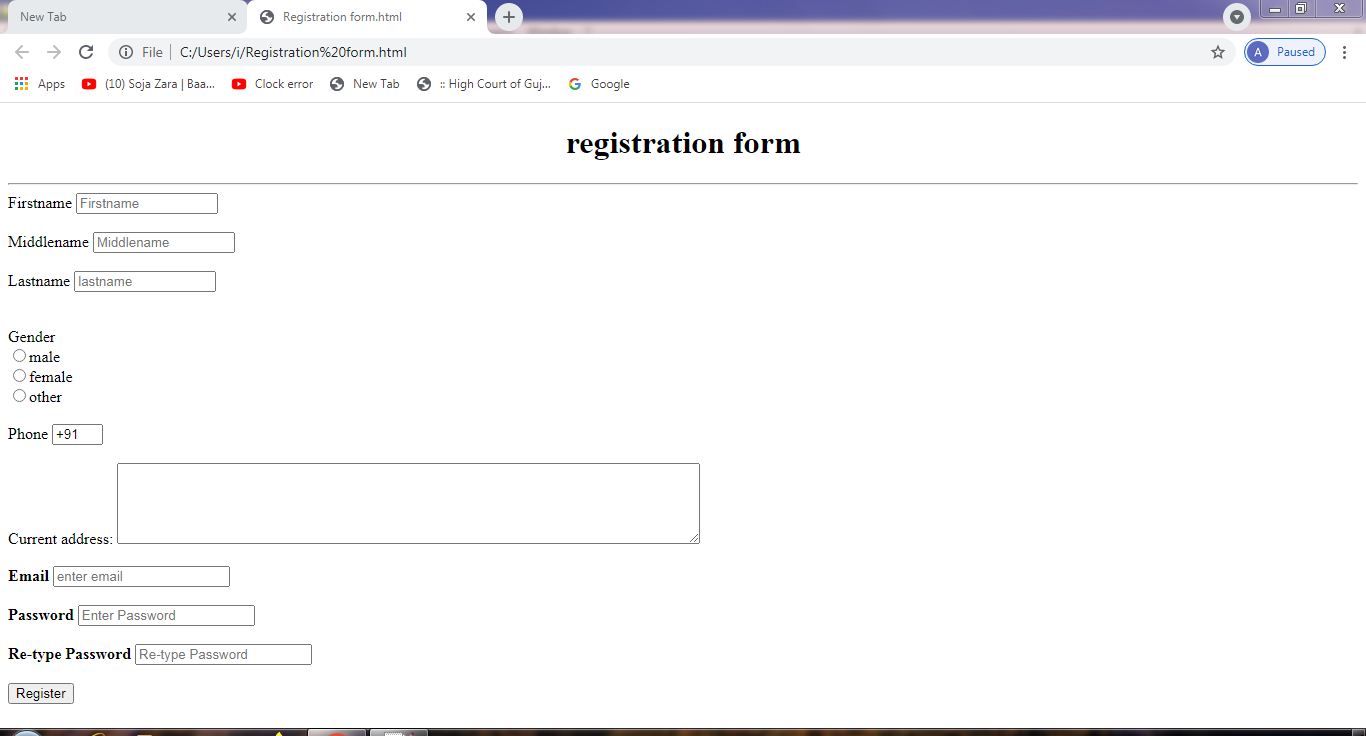 New Tab
Registration form.html
File
C:/Users/i/Registration%20form.html
A Paused
Apps
(10) Soja Zara | Baa...
Clock error
New Tab
:: High Court of Guj...
Google
registration form
Firstname Firstname
Middlename Middlename
Lastname lastname
Gender
male
female
other
Phone +91
Current address:
Email enter email
Password Enter Password
Re-type Password Re-type Password
Register